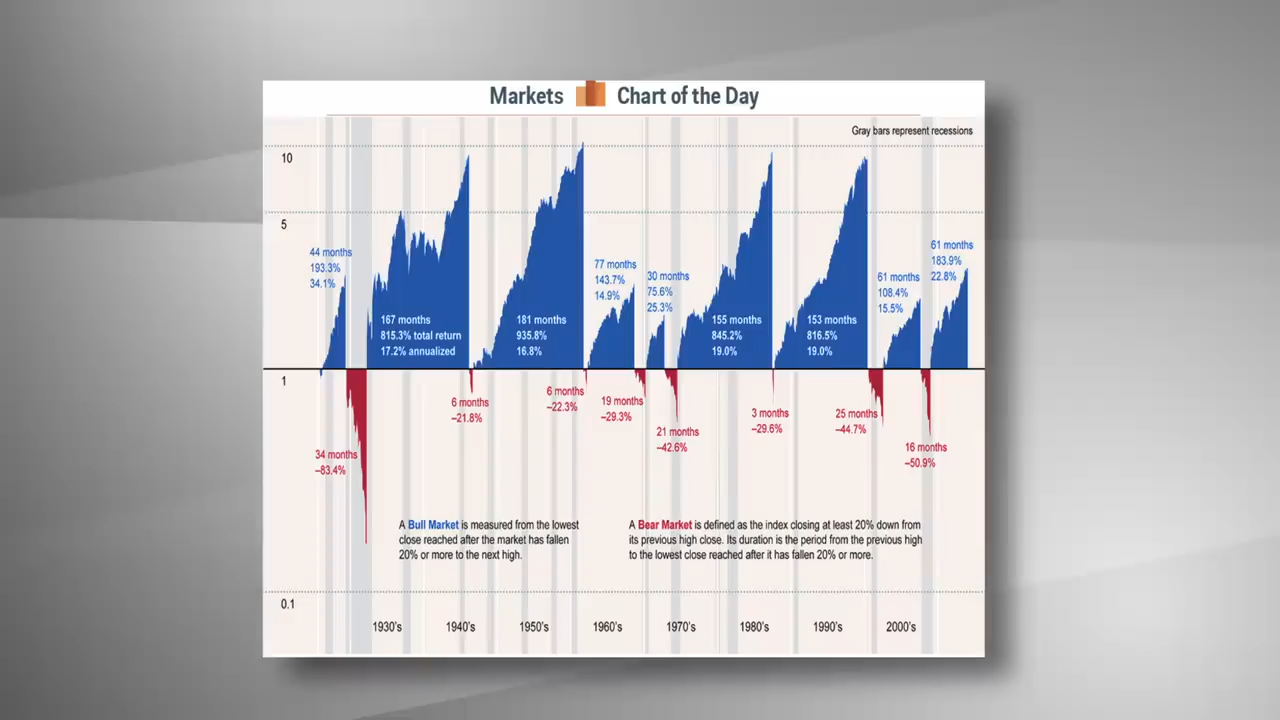 Markets Chart of the Day
Gray bars represent recessions
10
5
1
0.1
44 months
193.3%
34.1%
167 months
815.3% total return
17.2% annualized
181 months
935.8%
16.8%
77 months
143.7%
14.9%
30 months
75.6%
25.3%
155 months
845.2%
19.0%
153 months
816.5%
19.0%
61 months
108.4%
15.5%
61 months
183.9%
22.8%
34 months
–83.4%
6 months
–21.8%
6 months
–22.3%
19 months
–29.3%
21 months
–42.6%
3 months
–29.6%
25 months
–44.7%
16 months
–50.9%
A Bull Market is measured from the lowest
close reached after the market has fallen
20% or more to the next high.
A Bear Market is defined as the index closing at least 20% down from
its previous high close. Its duration is the period from the previous high
to the lowest close reached after it has fallen 20% or more.
1930's 1940's 1950's 1960's 1970's 1980's 1990's 2000's